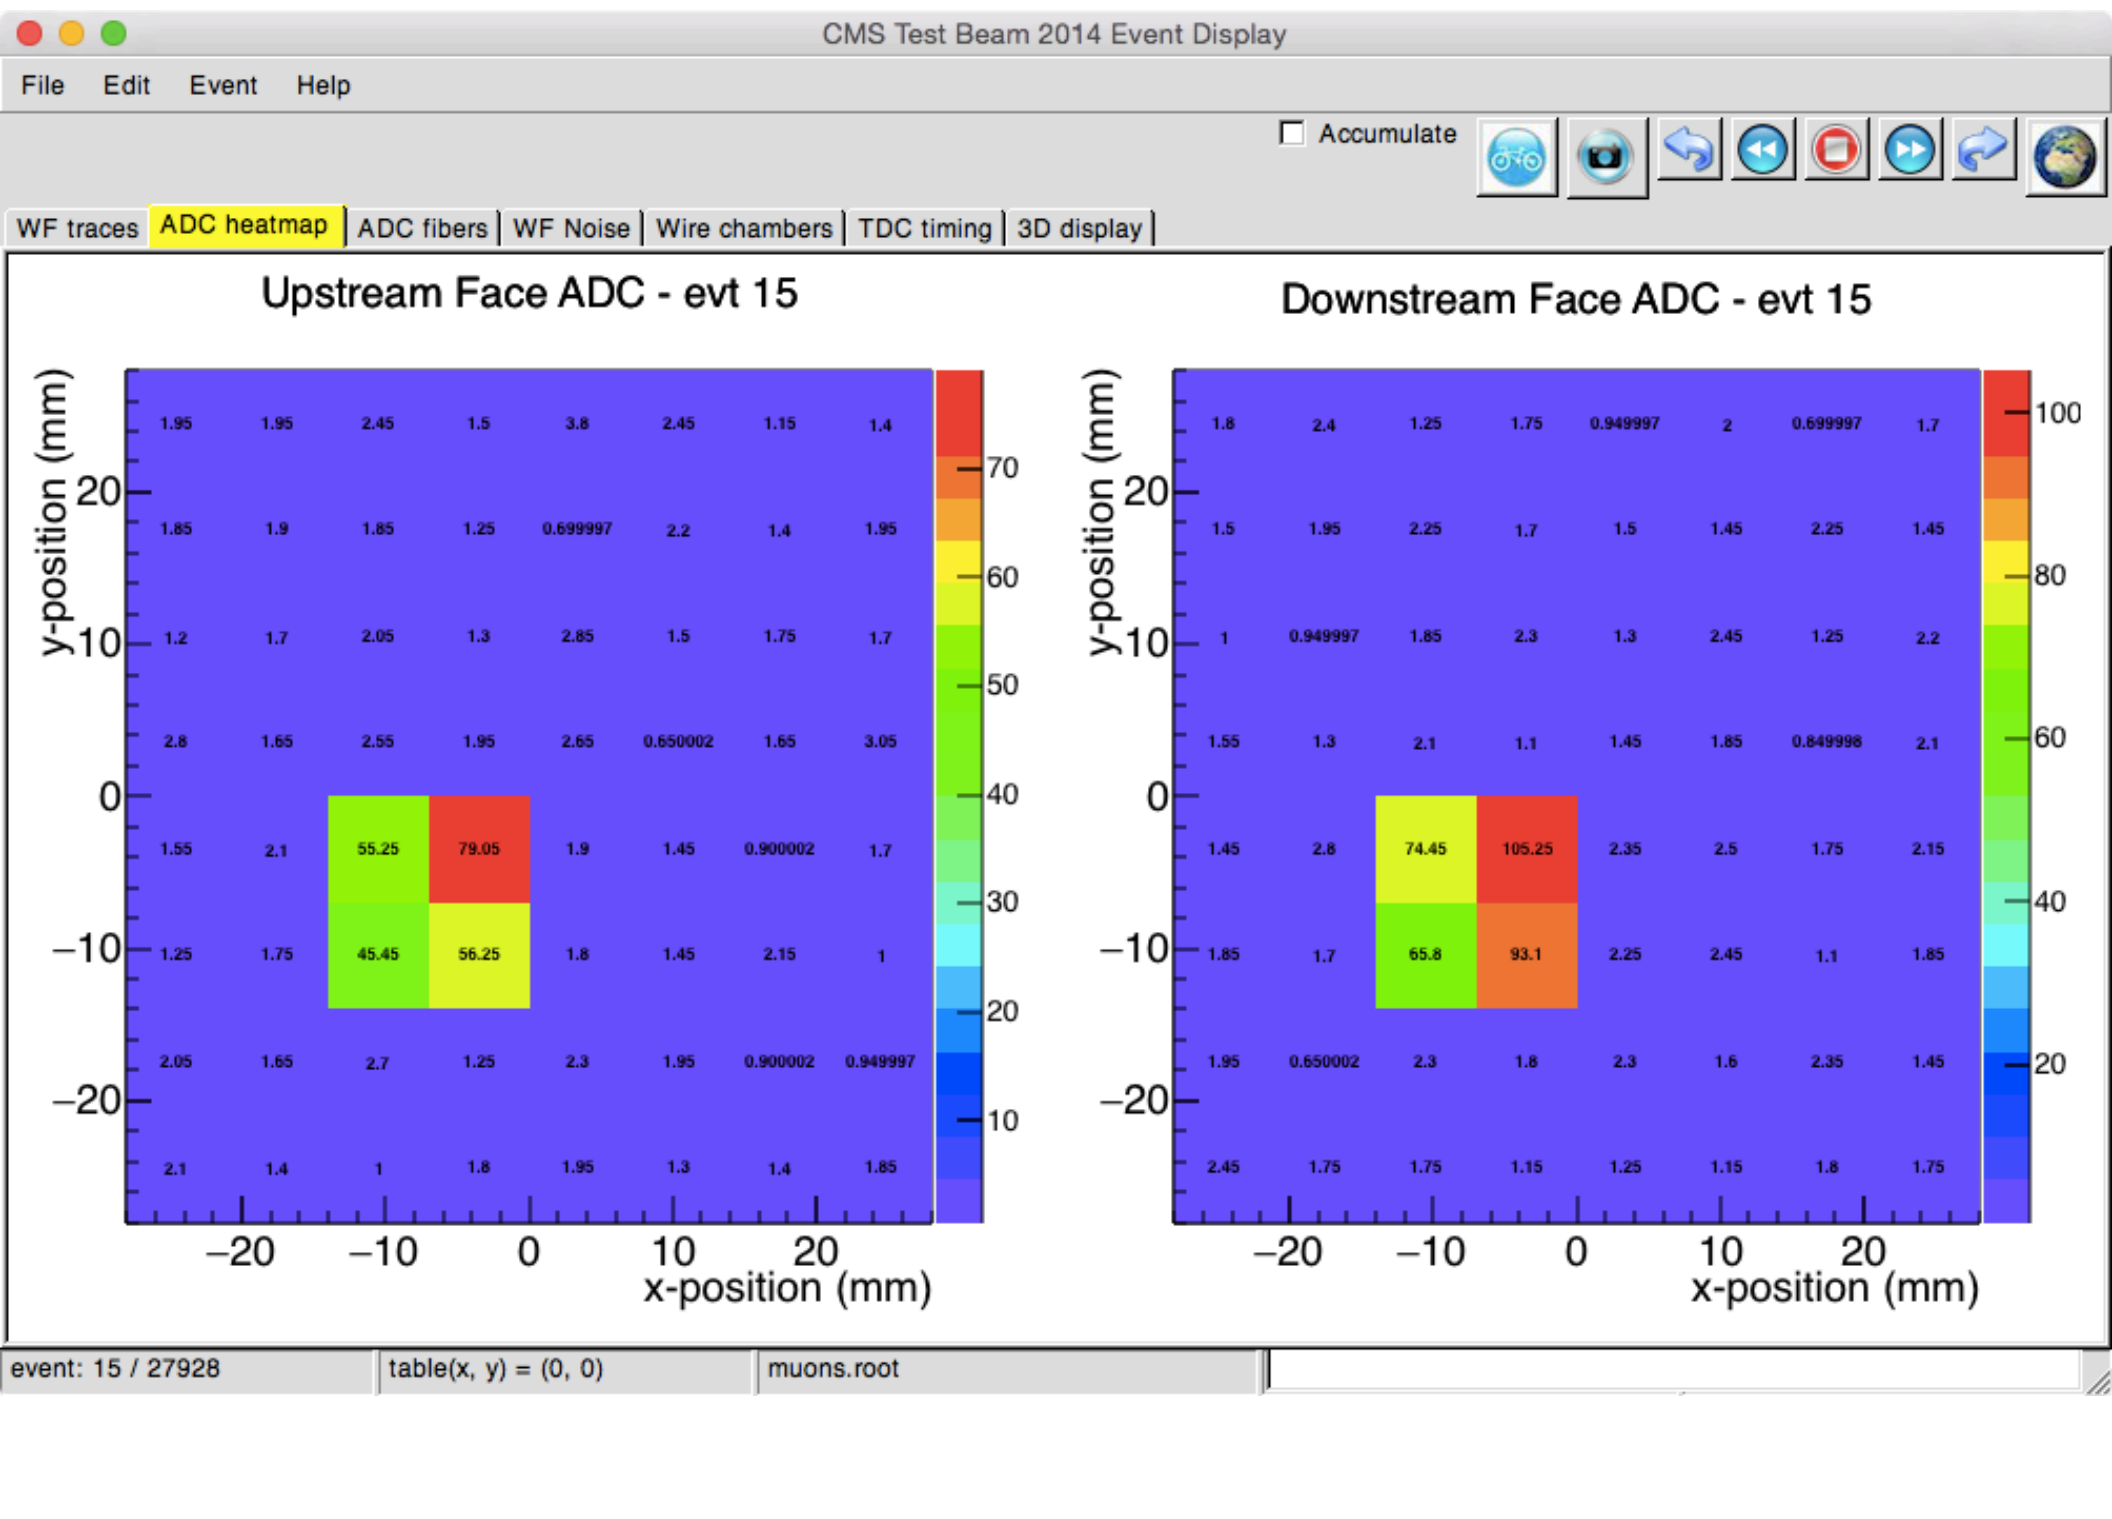 CMS Test Beam 2014 Event Display
File Edit Event Help
Accumulate
WF traces ADC heatmap ADC fibers WF Noise Wire chambers TDC timing 3D display
Upstream Face ADC - evt 15
y-position (mm)
20
10
0
−10
−20
1.95 1.95 2.45 1.5 3.8 2.45 1.15 1.4
1.85 1.9 1.85 1.25 0.699997 2.2 1.4 1.95
1.2 1.7 2.05 1.3 2.85 1.5 1.75 1.7
2.8 1.65 2.55 1.95 2.65 0.650002 1.65 3.05
1.55 2.1 55.25 79.05 1.9 1.45 0.900002 1.7
1.25 1.75 45.45 56.25 1.8 1.45 2.15 1
2.05 1.65 2.7 1.25 2.3 1.95 0.900002 0.949997
2.1 1.4 1 1.8 1.95 1.3 1.4 1.85
−20 −10 0 10 20
x-position (mm)
70
60
50
40
30
20
10
Downstream Face ADC - evt 15
y-position (mm)
20
10
0
−10
−20
1.8 2.4 1.25 1.75 0.949997 2 0.699997 1.7
1.5 1.95 2.25 1.7 1.5 1.45 2.25 1.45
1 0.949997 1.85 2.3 1.3 2.45 1.25 2.2
1.55 1.3 2.1 1.1 1.45 1.85 0.849998 2.1
1.45 2.8 74.45 105.25 2.35 2.5 1.75 2.15
1.85 1.7 65.8 93.1 2.25 2.45 1.1 1.85
1.95 0.650002 2.3 1.8 2.3 1.6 2.35 1.45
2.45 1.75 1.75 1.15 1.25 1.15 1.8 1.75
−20 −10 0 10 20
x-position (mm)
100
80
60
40
20
event: 15 / 27928
table(x, y) = (0, 0)
muons.root